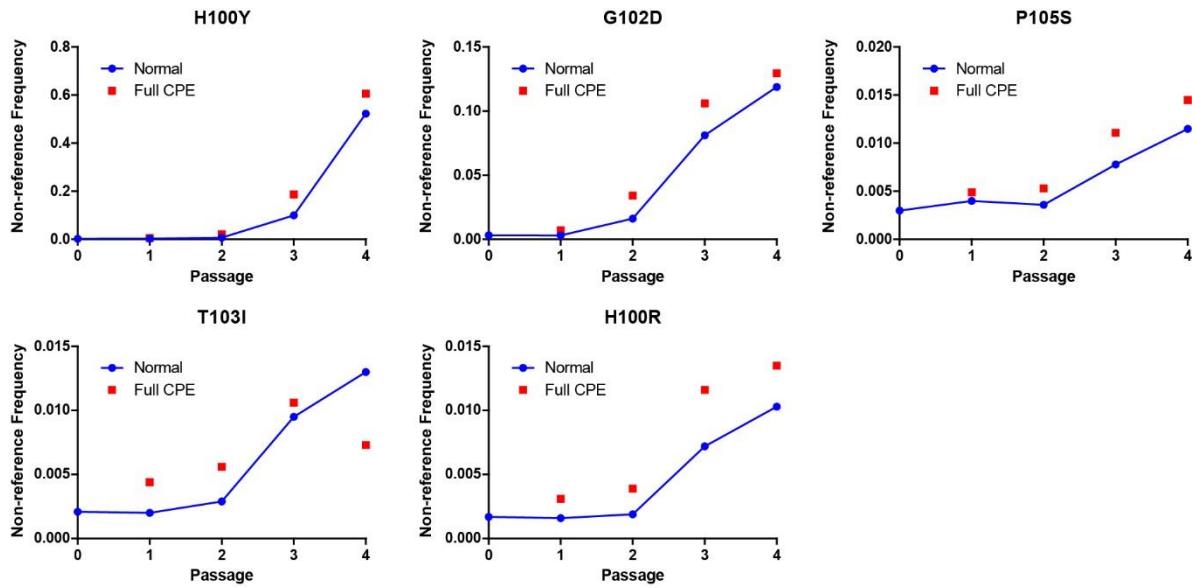 H100Y
Non-reference Frequency
0.8
0.6
0.4
0.2
0.0
Normal
Full CPE
0 1 2 3 4
Passage
G102D
Non-reference Frequency
0.15
0.10
0.05
0.00
Normal
Full CPE
0 1 2 3 4
Passage
P105S
Non-reference Frequency
0.020
0.015
0.010
0.005
0.000
Normal
Full CPE
0 1 2 3 4
Passage
T103I
Non-reference Frequency
0.015
0.010
0.005
0.000
Normal
Full CPE
0 1 2 3 4
Passage
H100R
Non-reference Frequency
0.015
0.010
0.005
0.000
Normal
Full CPE
0 1 2 3 4
Passage